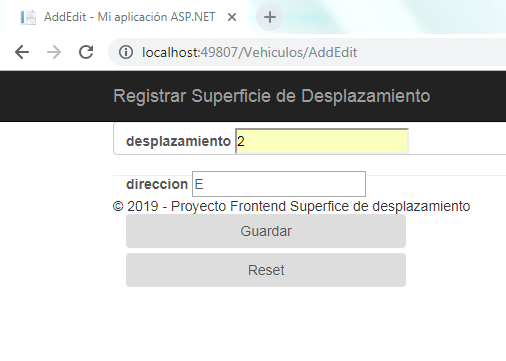 AddEdit - Mi aplicación ASP.NET
localhost:49807/Vehiculos/AddEdit
Registrar Superficie de Desplazamiento
desplazamiento 2
direccion E
© 2019 - Proyecto Frontend Superfice de desplazamiento
Guardar
Reset